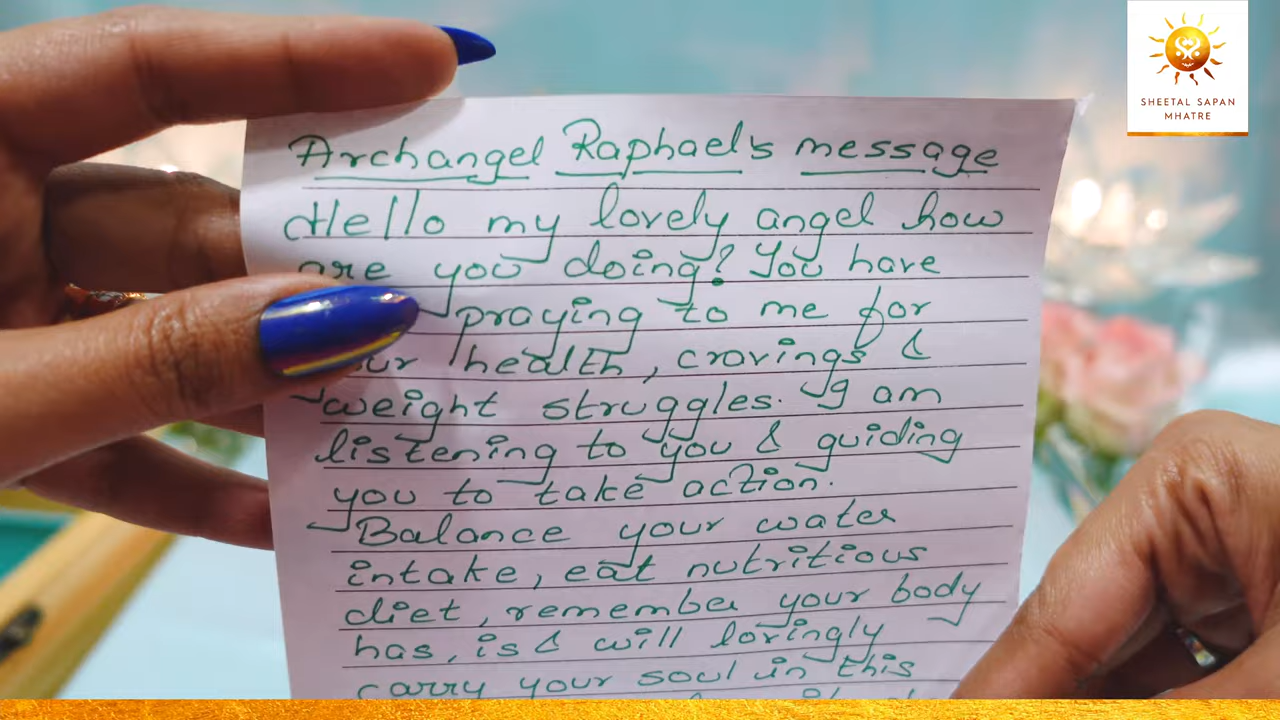 SHEETAL SAPAN
MHATRE
Archangel Raphael's message
Hello my lovely angel how
are you doing? You have
praying to me for
ur health, cravings &
weight struggles. I am
listening to you & guiding
you to take action.
Balance your water
intake, eat nutritious
diet, remember your body
has, is & will lovingly
carry your soul in this